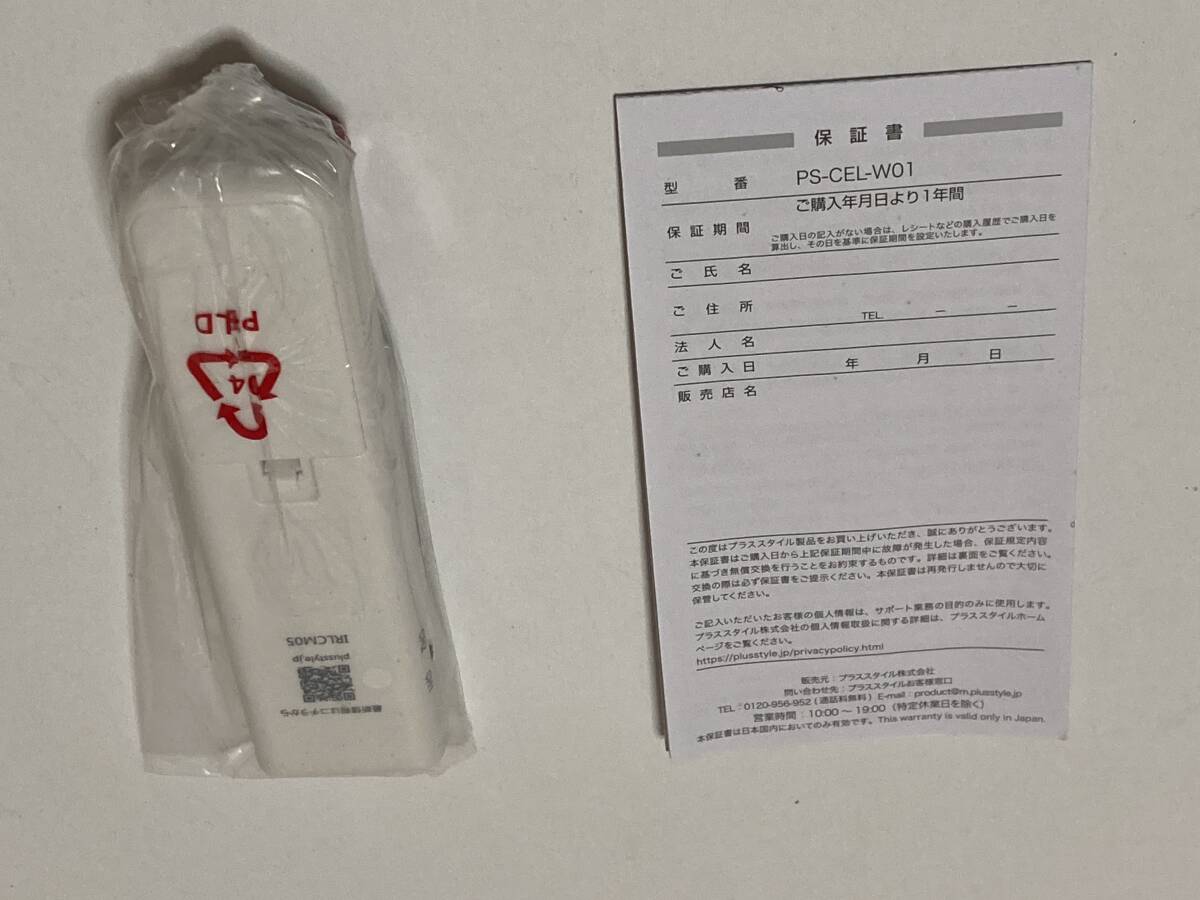 PILD
04
IRLCM05
plusstyle.jp
最新情報はコチラから
保証書
型番 PS-CEL-W01
保証期間 ご購入年月日より1年間
ご購入日の記入がない場合は、レシートなどの購入履歴でご購入日を
算出し、その日を基準に保証期間を設定いたします。
ご氏名
ご住所
TEL. ー ー
法人名
ご購入日 年 月 日
販売店名
この度はプラススタイル製品をお買い上げいただき、誠にありがとうございます。
本保証書はご購入日から上記保証期間中に故障が発生した場合、保証規定内容
に基づき無償交換を行うことをお約束するものです。詳細は裏面をご覧ください。
交換の際は必ず保証書をご提示ください。本保証書は再発行しませんので大切に
保管してください。
ご記入いただいたお客様の個人情報は、サポート業務の目的のみに使用します。
プラススタイル株式会社の個人情報取扱に関する詳細は、プラススタイルホーム
ページをご覧ください。
https://plusstyle.jp/privacypolicy.html
販売元：プラススタイル株式会社
問い合わせ先：プラススタイルお客様窓口
TEL：0120-956-952（通話料無料）E-mail：product@m.plusstyle.jp
営業時間：10:00～19:00（特定休業日を除く）
本保証書は日本国内においてのみ有効です。This warranty is valid only in Japan.